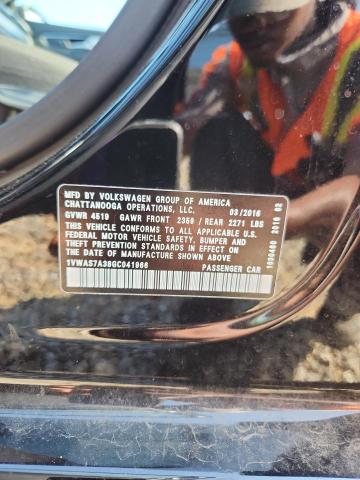 MFD BY VOLKSWAGEN GROUP OF AMERICA
CHATTANOOGA OPERATIONS, LLC. 03/2016
GVWR 4519 GAWR FRONT 2359 / REAR 2271 LBS
THIS VEHICLE CONFORMS TO ALL APPLICABLE U.S.
FEDERAL MOTOR VEHICLE SAFETY, BUMPER AND
THEFT PREVENTION STANDARDS IN EFFECT
ON THE DATE OF MANUFACTURE SHOWN ABOVE
1VWAS7A38GC041986 PASSENGER CAR
2016 02